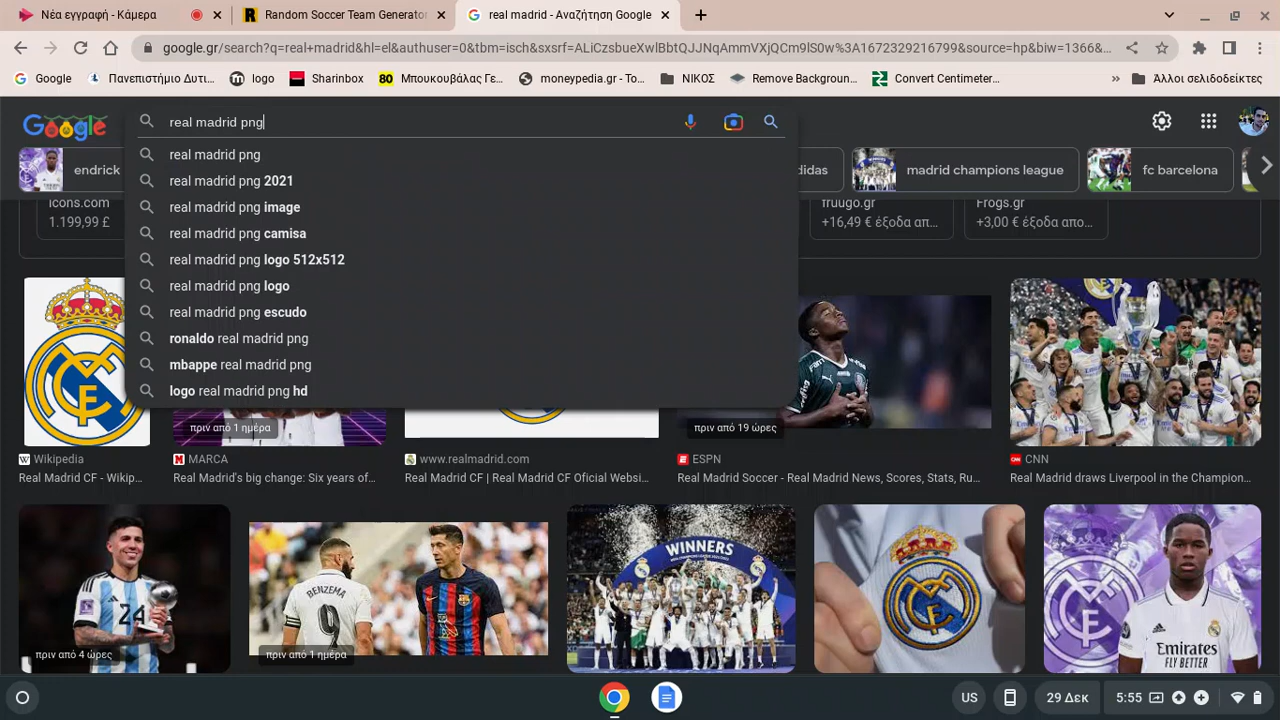 Νέα εγγραφή - Κάμερα
Random Soccer Team Generator
real madrid - Αναζήτηση Google
google.gr/search?q=real+madrid&hl=el&authuser=0&tbm=isch&sxsrf=ALiCzsbueXwlBbtQJJNqAmmVXjQCm9lS0w%3A1672329216799&source=hp&biw=1366&...
Google
Πανεπιστήμιο Δυτι...
logo
Sharinbox
80 Μπουκουβάλας Γε...
moneypedia.gr - To...
ΝΙΚΟΣ
Remove Backgroun...
Convert Centimeter...
»
Άλλοι σελιδοδείκτες
Google
real madrid png
endrick
didas
madrid champions league
fc barcelona
real madrid png
real madrid png 2021
real madrid png image
real madrid png camisa
real madrid png logo 512x512
real madrid png logo
real madrid png escudo
ronaldo real madrid png
mbappe real madrid png
logo real madrid png hd
Icons.com
1.199,99 £
fruugo.gr
+16,49 € έξοδα απο...
Frogs.gr
+3,00 € έξοδα απο...
πριν από 1 ημέρα
πριν από 19 ώρες
Wikipedia
Real Madrid CF - Wikip...
MARCA
Real Madrid's big change: Six years of...
www.realmadrid.com
Real Madrid CF | Real Madrid CF Oficial Websi...
ESPN
Real Madrid Soccer - Real Madrid News, Scores, Stats, Ru...
CNN
Real Madrid draws Liverpool in the Champion...
24
πριν από 4 ώρες
BENZEMA
9
πριν από 1 ημέρα
WINNERS
Emirates
FLY BETTER
US
29 Δεκ
5:55